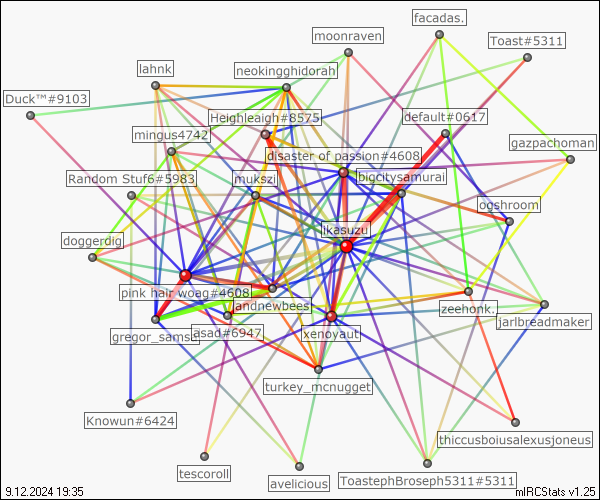 facadas.
moonraven
Toast#5311
lahnk
neokingghidorah
Duck™#9103
Heighleaigh#8575
default#0617
mingus4742
gazpachoman
disaster of passion#4608
Random Stuf6#5983
mukszii
bigcitysamurai
ogshroom
ikasuzu
doggerdig
pink hair woag#4608
andnewbees
zeehonk.
jarlbreadmaker
gregor_samsa
asad#6947
xenoyaut
turkey_mcnugget
Knowun#6424
thiccusboiusalexusjoneus
tescoroll
avelicious
ToastephBroseph5311#5311
9.12.2024 19:35
mIRCStats v1.25